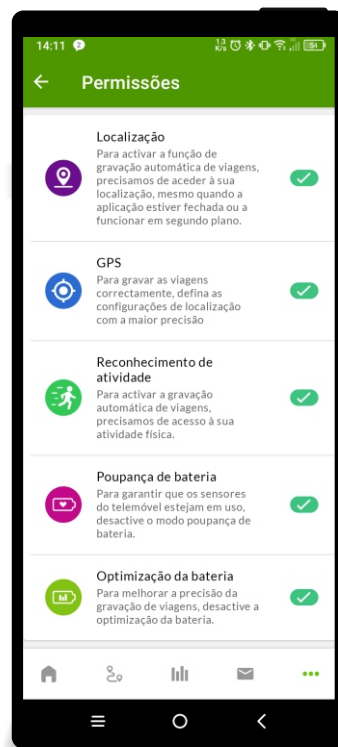 14:11
1.3
K/s
54
Permissões
Localização
Para activar a função de
gravação automática de viagens,
precisamos de aceder à sua
localização, mesmo quando a
aplicação estiver fechada ou a
funcionar em segundo plano.
GPS
Para gravar as viagens
correctamente, defina as
configurações de localização
com a maior precisão
Reconhecimento de
atividade
Para activar a gravação
automática de viagens,
precisamos de acesso à sua
atividade física.
Poupança de bateria
Para garantir que os sensores
do telemóvel estejam em uso,
desactive o modo poupança de
bateria.
Optimização da bateria
Para melhorar a precisão da
gravação de viagens, desactive a
optimização da bateria.